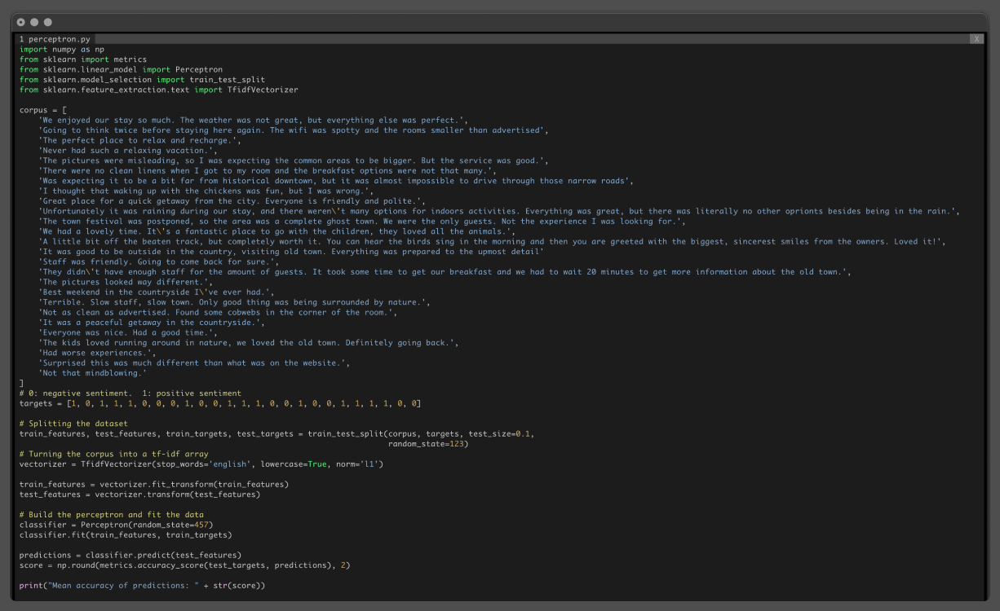 1 perceptron.py X
import numpy as np
from sklearn import metrics
from sklearn.linear_model import Perceptron
from sklearn.model_selection import train_test_split
from sklearn.feature_extraction.text import TfidfVectorizer

corpus = [
    'We enjoyed our stay so much. The weather was not great, but everything else was perfect.',
    'Going to think twice before staying here again. The wifi was spotty and the rooms smaller than advertised',
    'The perfect place to relax and recharge.',
    'Never had such a relaxing vacation.',
    'The pictures were misleading, so I was expecting the common areas to be bigger. But the service was good.',
    'There were no clean linens when I got to my room and the breakfast options were not that many.',
    'Was expecting it to be a bit far from historical downtown, but it was almost impossible to drive through those narrow roads',
    'I thought that waking up with the chickens was fun, but I was wrong.',
    'Great place for a quick getaway from the city. Everyone is friendly and polite.',
    'Unfortunately it was raining during our stay, and there weren\'t many options for indoors activities. Everything was great, but there was literally no other oprionts besides being in the rain.',
    'The town festival was postponed, so the area was a complete ghost town. We were the only guests. Not the experience I was looking for.',
    'We had a lovely time. It\'s a fantastic place to go with the children, they loved all the animals.',
    'A little bit off the beaten track, but completely worth it. You can hear the birds sing in the morning and then you are greeted with the biggest, sincerest smiles from the owners. Loved it!',
    'It was good to be outside in the country, visiting old town. Everything was prepared to the upmost detail'
    'Staff was friendly. Going to come back for sure.',
    'They didn\'t have enough staff for the amount of guests. It took some time to get our breakfast and we had to wait 20 minutes to get more information about the old town.',
    'The pictures looked way different.',
    'Best weekend in the countryside I\'ve ever had.',
    'Terrible. Slow staff, slow town. Only good thing was being surrounded by nature.',
    'Not as clean as advertised. Found some cobwebs in the corner of the room.',
    'It was a peaceful getaway in the countryside.',
    'Everyone was nice. Had a good time.',
    'The kids loved running around in nature, we loved the old town. Definitely going back.',
    'Had worse experiences.',
    'Surprised this was much different than what was on the website.',
    'Not that mindblowing.'
]
# 0: negative sentiment.  1: positive sentiment
targets = [1, 0, 1, 1, 1, 0, 0, 0, 1, 0, 0, 1, 1, 1, 0, 0, 1, 0, 0, 1, 1, 1, 1, 0, 0]

# Splitting the dataset
train_features, test_features, train_targets, test_targets = train_test_split(corpus, targets, test_size=0.1,
                                                                              random_state=123)
# Turning the corpus into a tf-idf array
vectorizer = TfidfVectorizer(stop_words='english', lowercase=True, norm='l1')

train_features = vectorizer.fit_transform(train_features)
test_features = vectorizer.transform(test_features)

# Build the perceptron and fit the data
classifier = Perceptron(random_state=457)
classifier.fit(train_features, train_targets)

predictions = classifier.predict(test_features)
score = np.round(metrics.accuracy_score(test_targets, predictions), 2)

print("Mean accuracy of predictions: " + str(score))